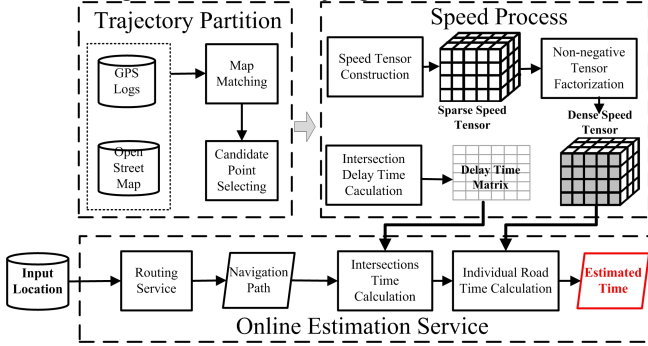 Trajectory Partition
GPS
Logs
Map
Matching
Open
Street
Map
Candidate
Point
Selecting
Speed Process
Speed Tensor
Construction
Sparse Speed
Tensor
Non-negative
Tensor
Factorization
Dense Speed
Tensor
Intersection
Delay Time
Caculation
Delay Time
Matrix
Input
Location
Routing
Service
Navigation
Path
Intersections
Time
Calculation
Individual Road
Time Calculation
Estimated
Time
Online Estimation Service